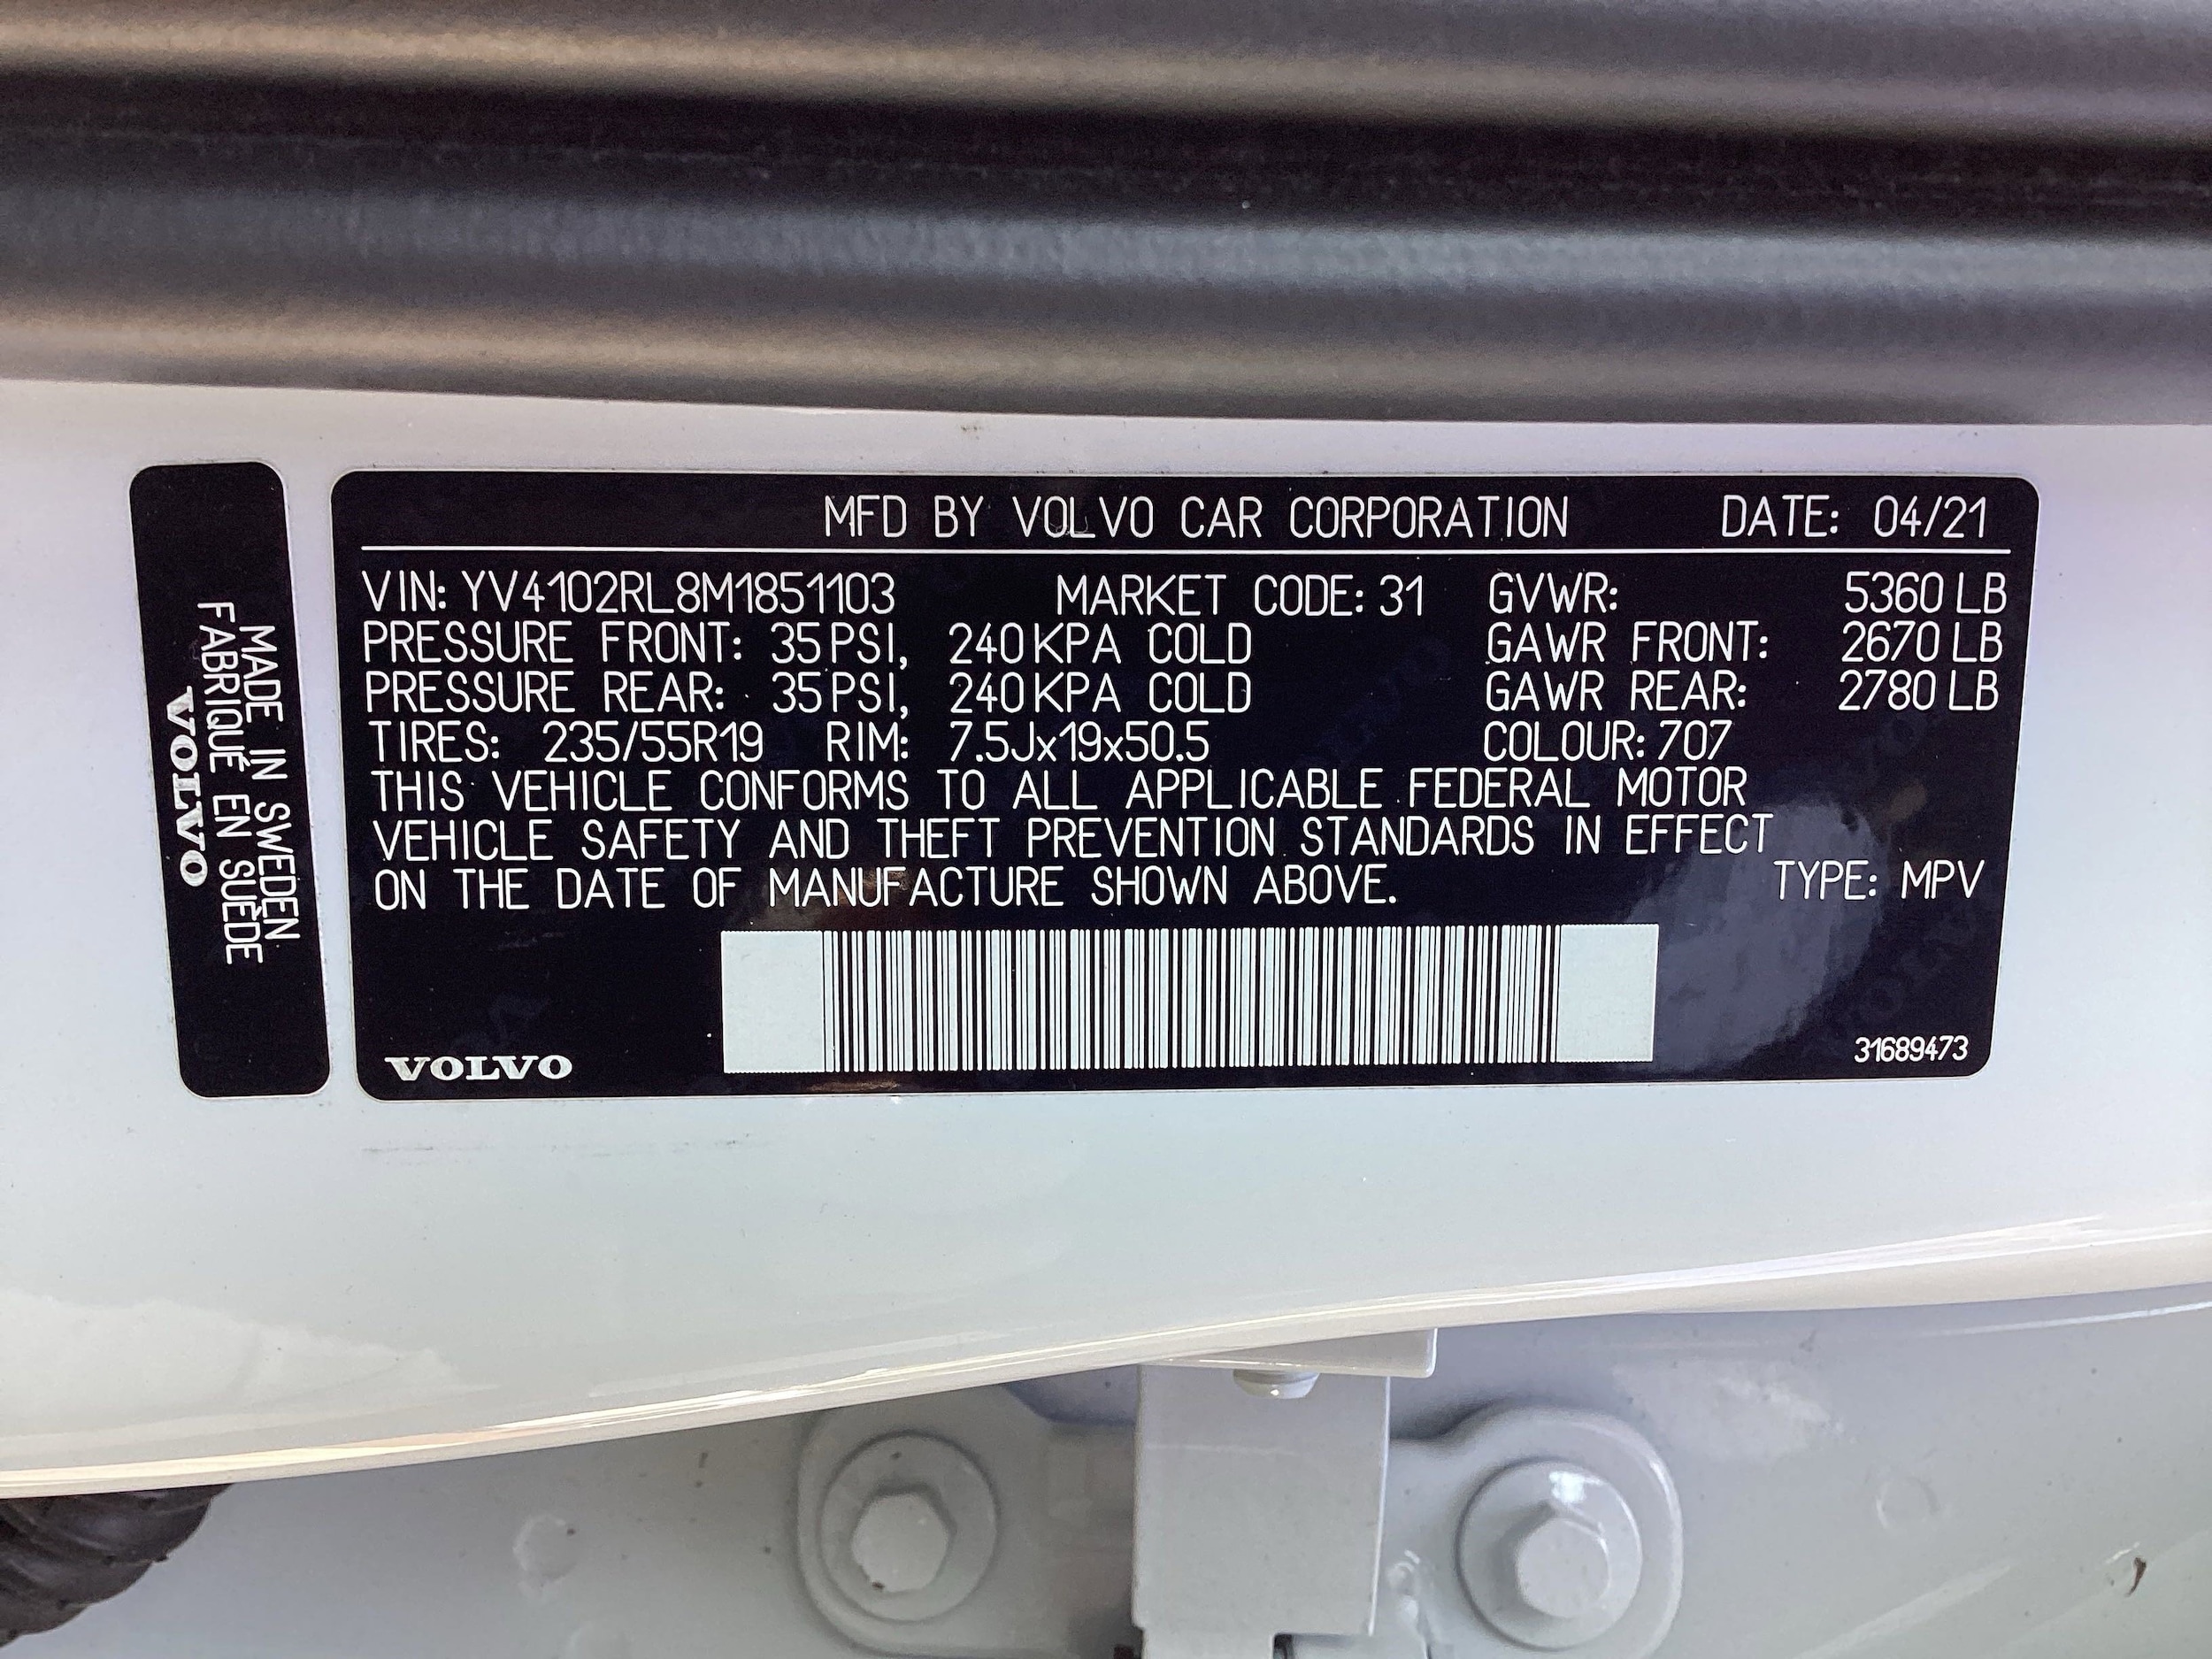 MADE IN SWEDEN
FABRIQUÉ EN SUÈDE
VOLVO
MFD BY VOLVO CAR CORPORATION DATE: 04/21
VIN: YV4102RL8M1851103 MARKET CODE: 31 GVWR: 5360 LB
PRESSURE FRONT: 35 PSI, 240 KPA COLD GAWR FRONT: 2670 LB
PRESSURE REAR: 35 PSI, 240 KPA COLD GAWR REAR: 2780 LB
TIRES: 235/55R19 RIM: 7.5Jx19x50.5 COLOUR: 707
THIS VEHICLE CONFORMS TO ALL APPLICABLE FEDERAL MOTOR
VEHICLE SAFETY AND THEFT PREVENTION STANDARDS IN EFFECT
ON THE DATE OF MANUFACTURE SHOWN ABOVE. TYPE: MPV
VOLVO 31689473